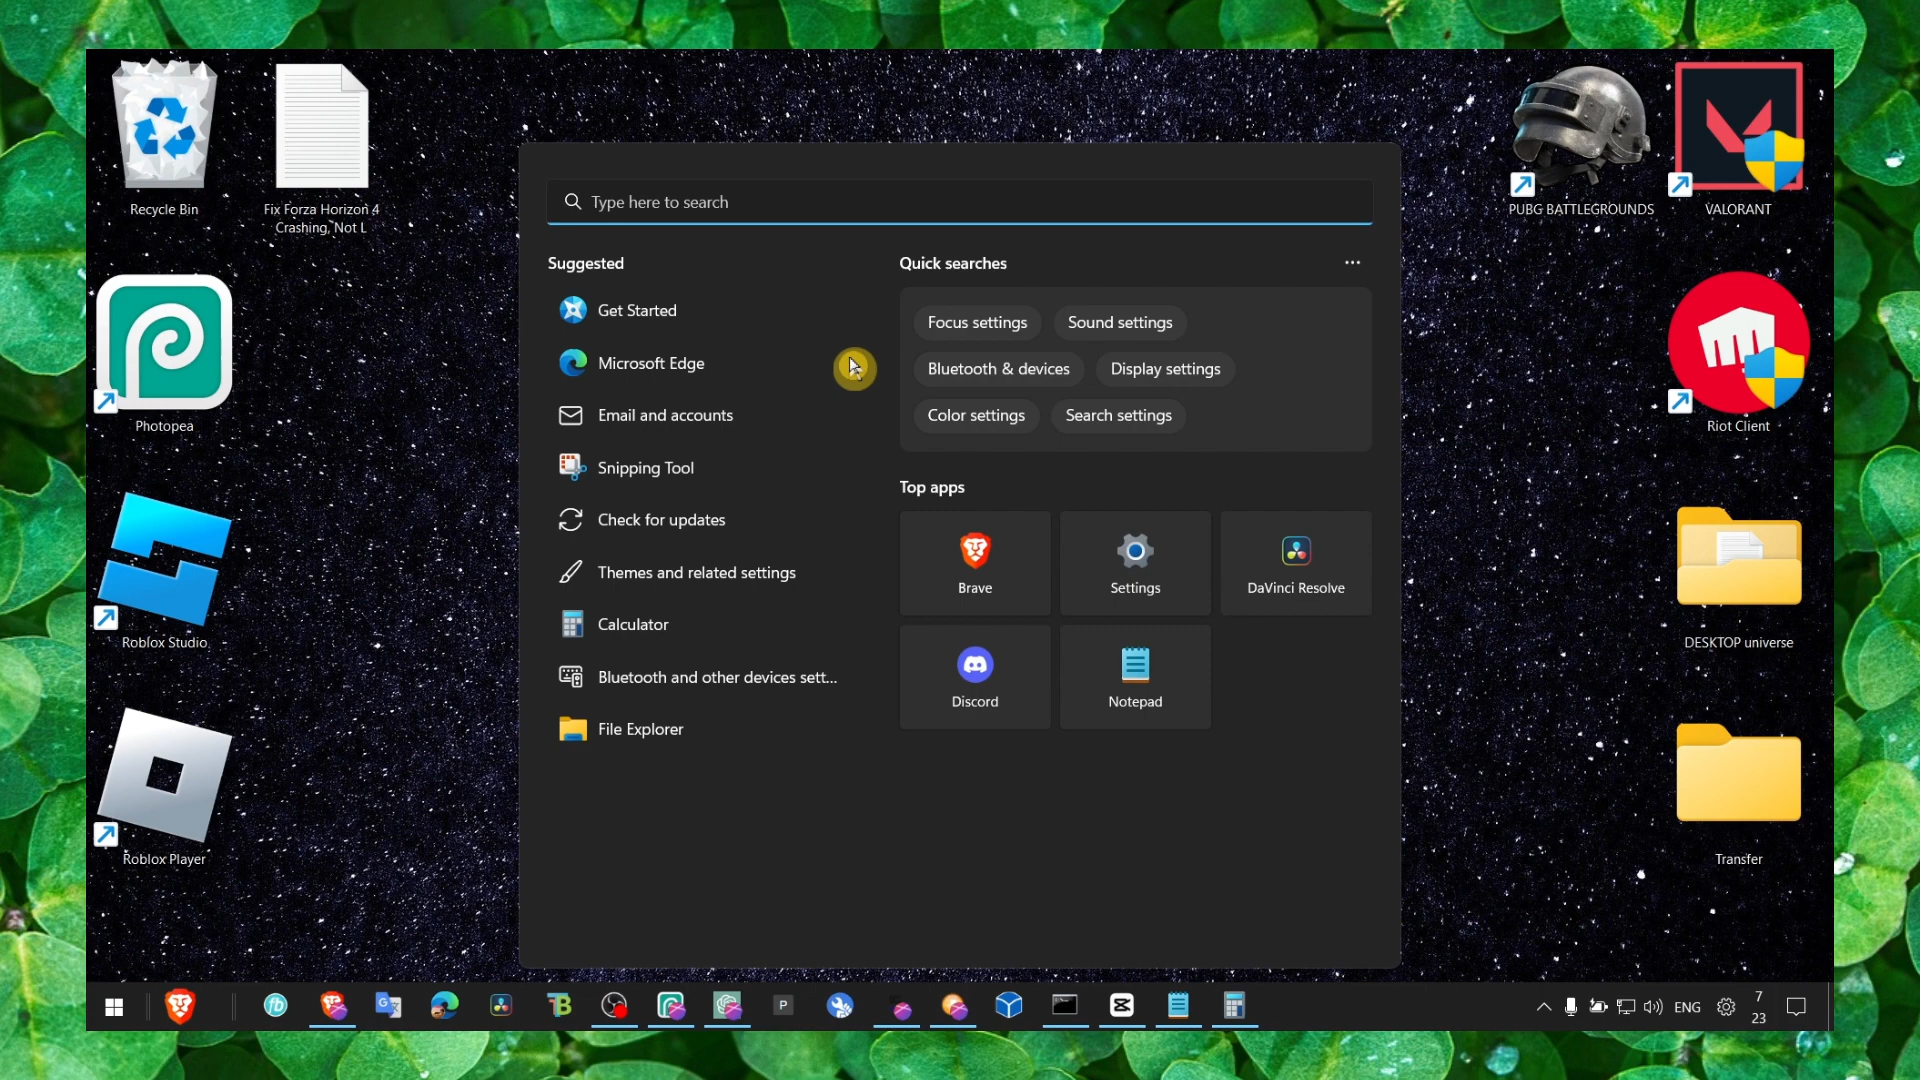 Recycle Bin
Fix Forza Horizon 4
Crashing, Not L
PUBG BATTLEGROUNDS
VALORANT
Type here to search
Suggested
Get Started
Microsoft Edge
Email and accounts
Snipping Tool
Check for updates
Themes and related settings
Calculator
Bluetooth and other devices sett...
File Explorer
Quick searches
Focus settings
Sound settings
Bluetooth & devices
Display settings
Color settings
Search settings
Top apps
Brave
Settings
DaVinci Resolve
Discord
Notepad
Photopea
Roblox Studio
Roblox Player
Riot Client
DESKTOP universe
Transfer
fb
G
TB
P
ENG
7
23